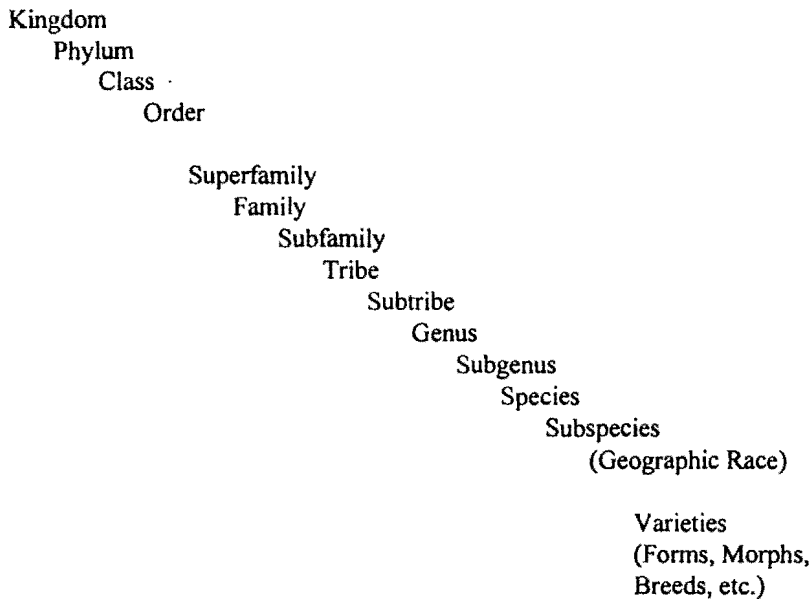 Kingdom
Phylum
Class
Order
Superfamily
Family
Subfamily
Tribe
Subtribe
Genus
Subgenus
Species
Subspecies
(Geographic Race)
Varieties
(Forms, Morphs,
Breeds, etc.)